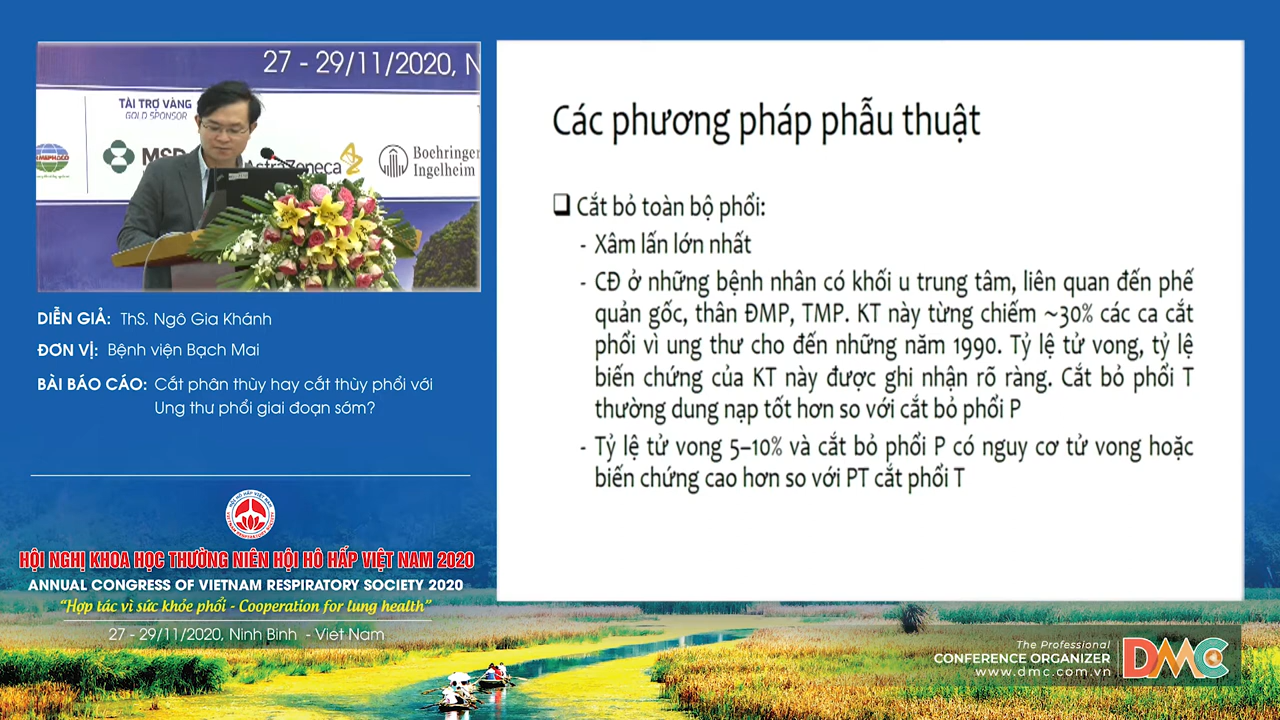 27 - 29/11/2020, N
TÀI TRỢ VÀNG
GOLD SPONSOR
MSD
AstraZeneca
Boehringer
Ingelheim
DIỄN GIẢ: ThS. Ngô Gia Khánh
ĐƠN VỊ: Bệnh viện Bạch Mai
BÀI BÁO CÁO: Cắt phân thùy hay cắt thùy phổi với
Ung thư phổi giai đoạn sớm?
HỘI NGHỊ KHOA HỌC THƯỜNG NIÊN HỘI HÔ HẤP VIỆT NAM 2020
ANNUAL CONGRESS OF VIETNAM RESPIRATORY SOCIETY 2020
“Hợp tác vì sức khỏe phổi - Cooperation for lung health”
27 - 29/11/2020, Ninh Bình - Viet Nam
Các phương pháp phẫu thuật
❑ Cắt bỏ toàn bộ phổi:
- Xâm lấn lớn nhất
- CĐ ở những bệnh nhân có khối u trung tâm, liên quan đến phế
quản gốc, thân ĐMP, TMP. KT này từng chiếm ~30% các ca cắt
phổi vì ung thư cho đến những năm 1990. Tỷ lệ tử vong, tỷ lệ
biến chứng của KT này được ghi nhận rõ ràng. Cắt bỏ phổi T
thường dung nạp tốt hơn so với cắt bỏ phổi P
- Tỷ lệ tử vong 5–10% và cắt bỏ phổi P có nguy cơ tử vong hoặc
biến chứng cao hơn so với PT cắt phổi T
The Professional
CONFERENCE ORGANIZER
www.dmc.com.vn
DMC